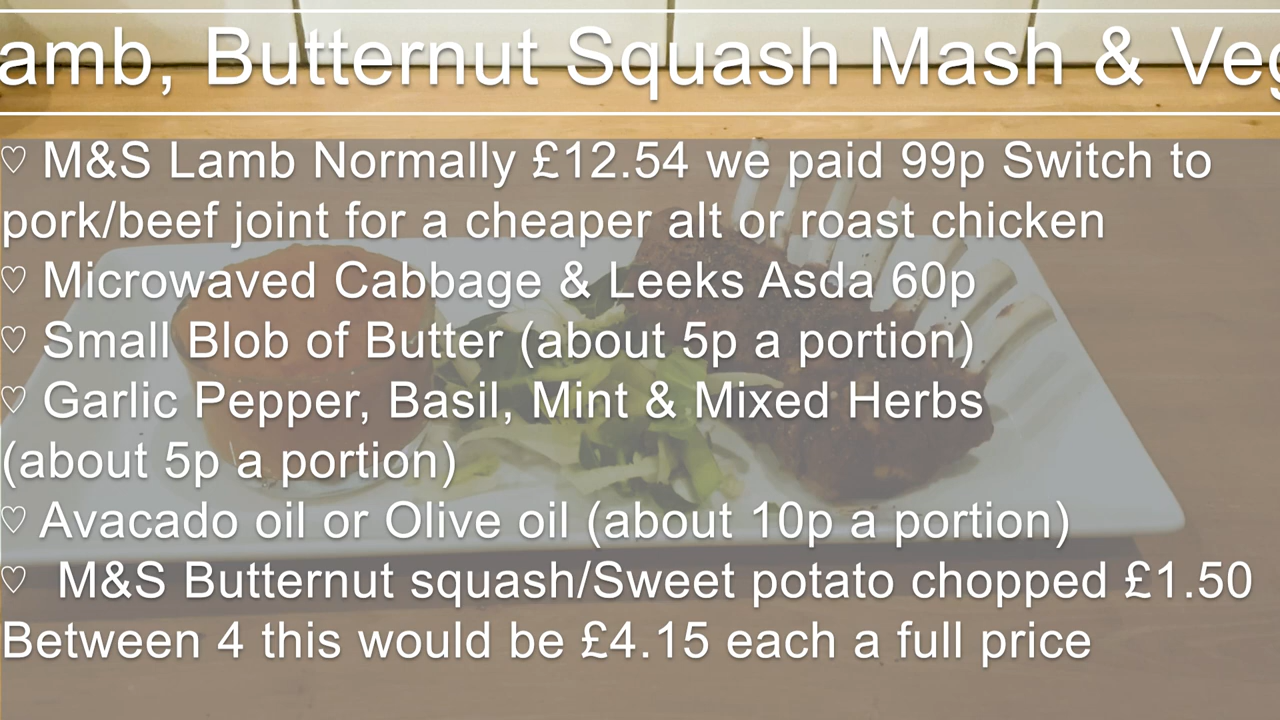 amb, Butternut Squash Mash & Veg
♡ M&S Lamb Normally £12.54 we paid 99p Switch to
pork/beef joint for a cheaper alt or roast chicken
♡ Microwaved Cabbage & Leeks Asda 60p
♡ Small Blob of Butter (about 5p a portion)
♡ Garlic Pepper, Basil, Mint & Mixed Herbs
(about 5p a portion)
♡ Avacado oil or Olive oil (about 10p a portion)
♡ M&S Butternut squash/Sweet potato chopped £1.50
Between 4 this would be £4.15 each a full price